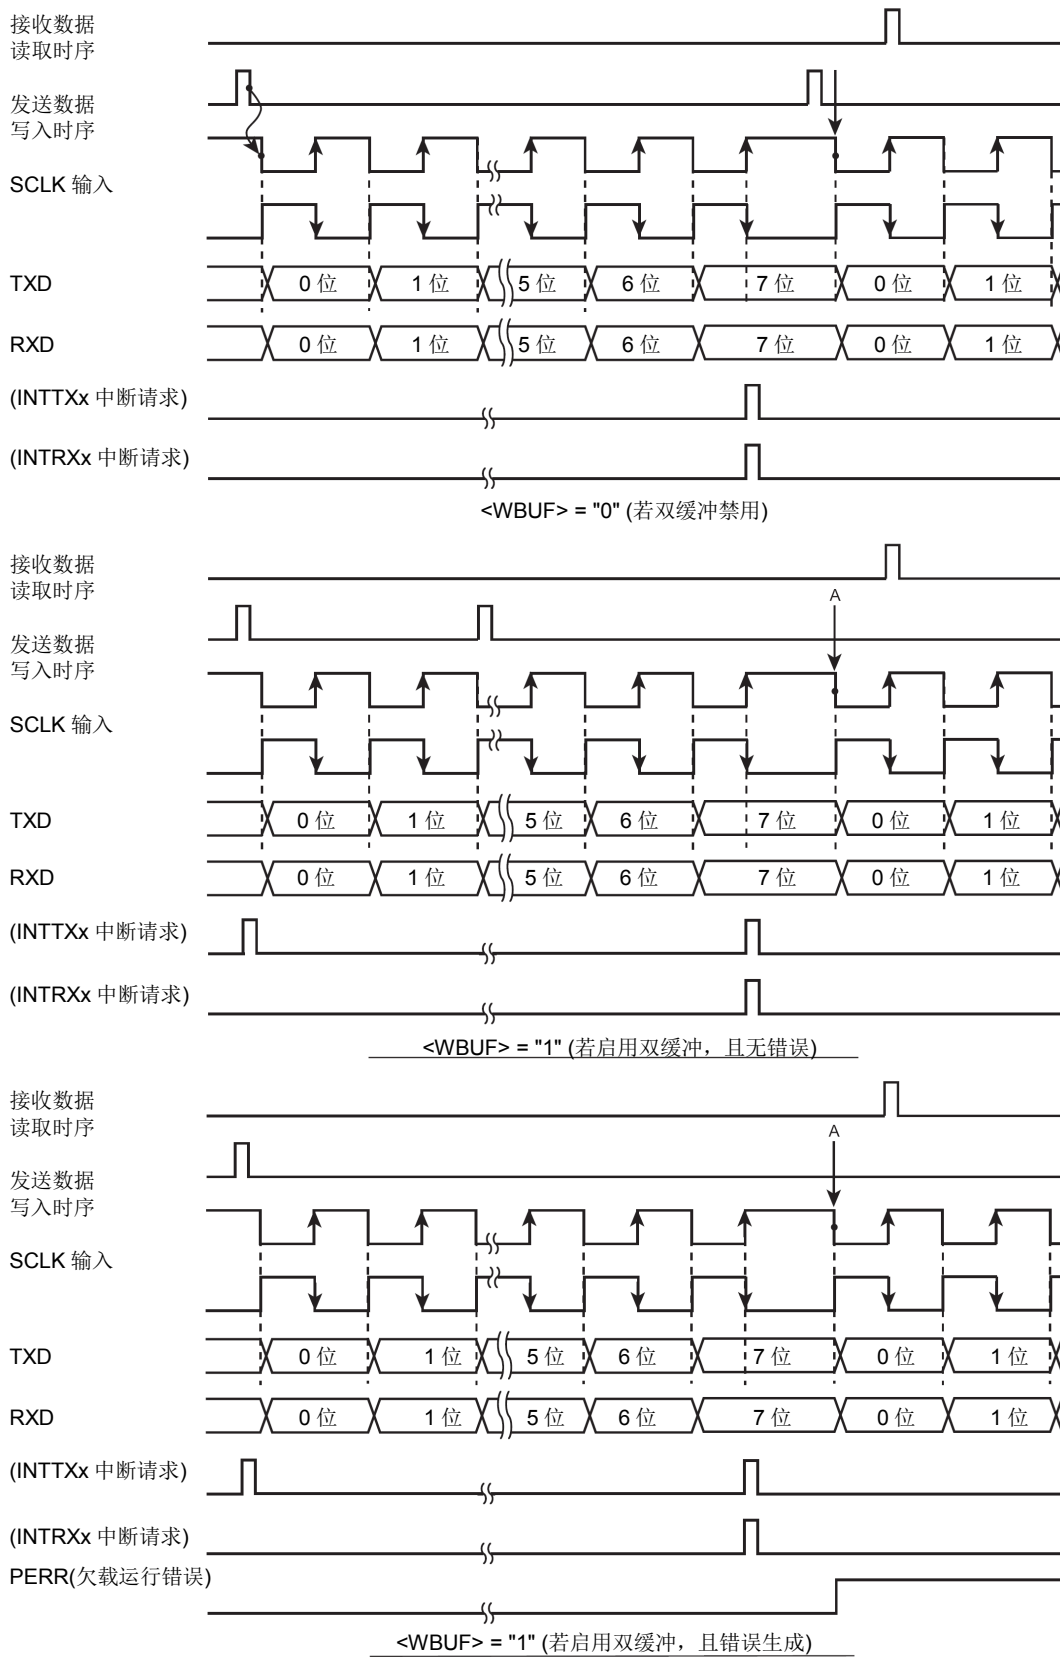 接收数据
读取时序
发送数据
写入时序
SCLK 输入
TXD 0 位 1 位 5 位 6 位 7 位 0 位 1 位
RXD 0 位 1 位 5 位 6 位 7 位 0 位 1 位
(INTTXx 中断请求)
(INTRXx 中断请求)
<WBUF> = "0" (若双缓冲禁用)
接收数据
读取时序
A
发送数据
写入时序
SCLK 输入
TXD 0 位 1 位 5 位 6 位 7 位 0 位 1 位
RXD 0 位 1 位 5 位 6 位 7 位 0 位 1 位
(INTTXx 中断请求)
(INTRXx 中断请求)
<WBUF> = "1" (若启用双缓冲，且无错误)
接收数据
读取时序
A
发送数据
写入时序
SCLK 输入
TXD 0 位 1 位 5 位 6 位 7 位 0 位 1 位
RXD 0 位 1 位 5 位 6 位 7 位 0 位 1 位
(INTTXx 中断请求)
(INTRXx 中断请求)
PERR(欠载运行错误)
<WBUF> = "1" (若启用双缓冲，且错误生成)